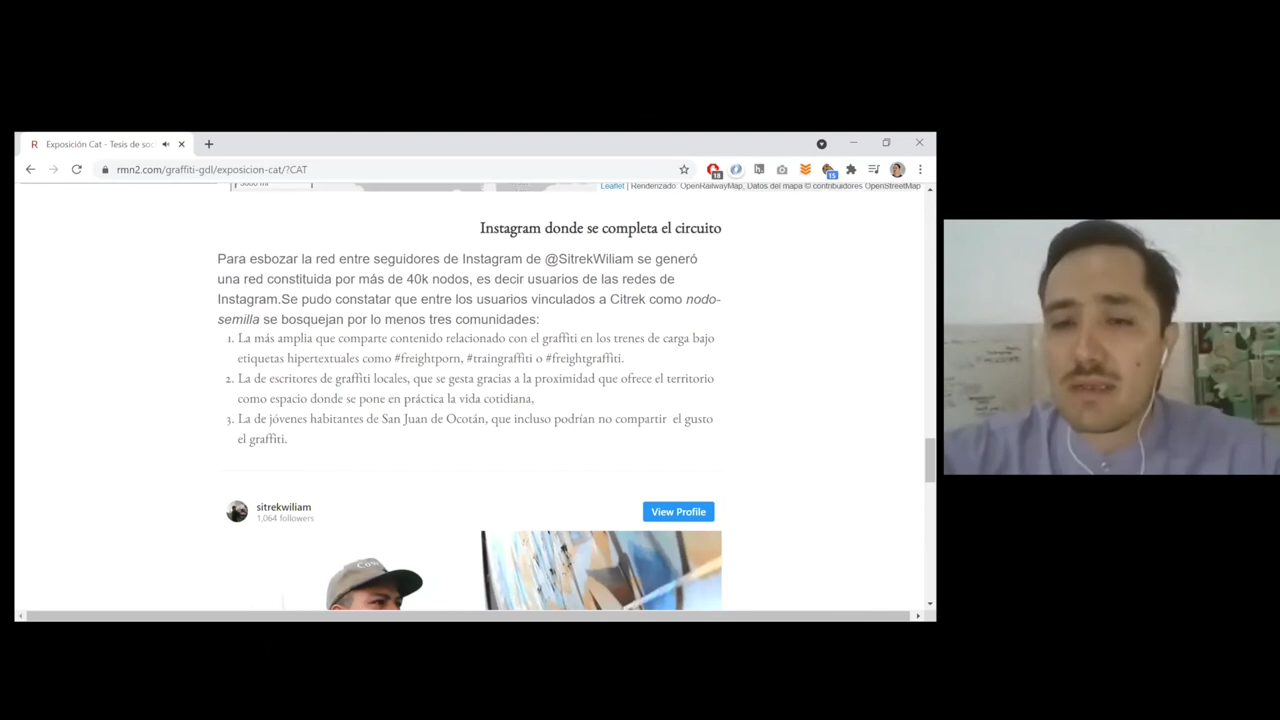 Exposición Cat - Tesis de soc
rmn2.com/graffiti-gdl/exposicion-cat/?CAT
18
15
Leaflet | Renderizado: OpenRailwayMap, Datos del mapa © contribuidores OpenStreetMap
Instagram donde se completa el circuito
Para esbozar la red entre seguidores de Instagram de @SitrekWiliam se generó
una red constituida por más de 40k nodos, es decir usuarios de las redes de
Instagram.Se pudo constatar que entre los usuarios vinculados a Citrek como nodo-
semilla se bosquejan por lo menos tres comunidades:
1. La más amplia que comparte contenido relacionado con el graffiti en los trenes de carga bajo
etiquetas hipertextuales como #freightporn, #traingraffiti o #freightgraffiti.
2. La de escritores de graffiti locales, que se gesta gracias a la proximidad que ofrece el territorio
como espacio donde se pone en práctica la vida cotidiana,
3. La de jóvenes habitantes de San Juan de Ocotán, que incluso podrían no compartir el gusto
el graffiti.
sitrekwiliam
1,064 followers
View Profile